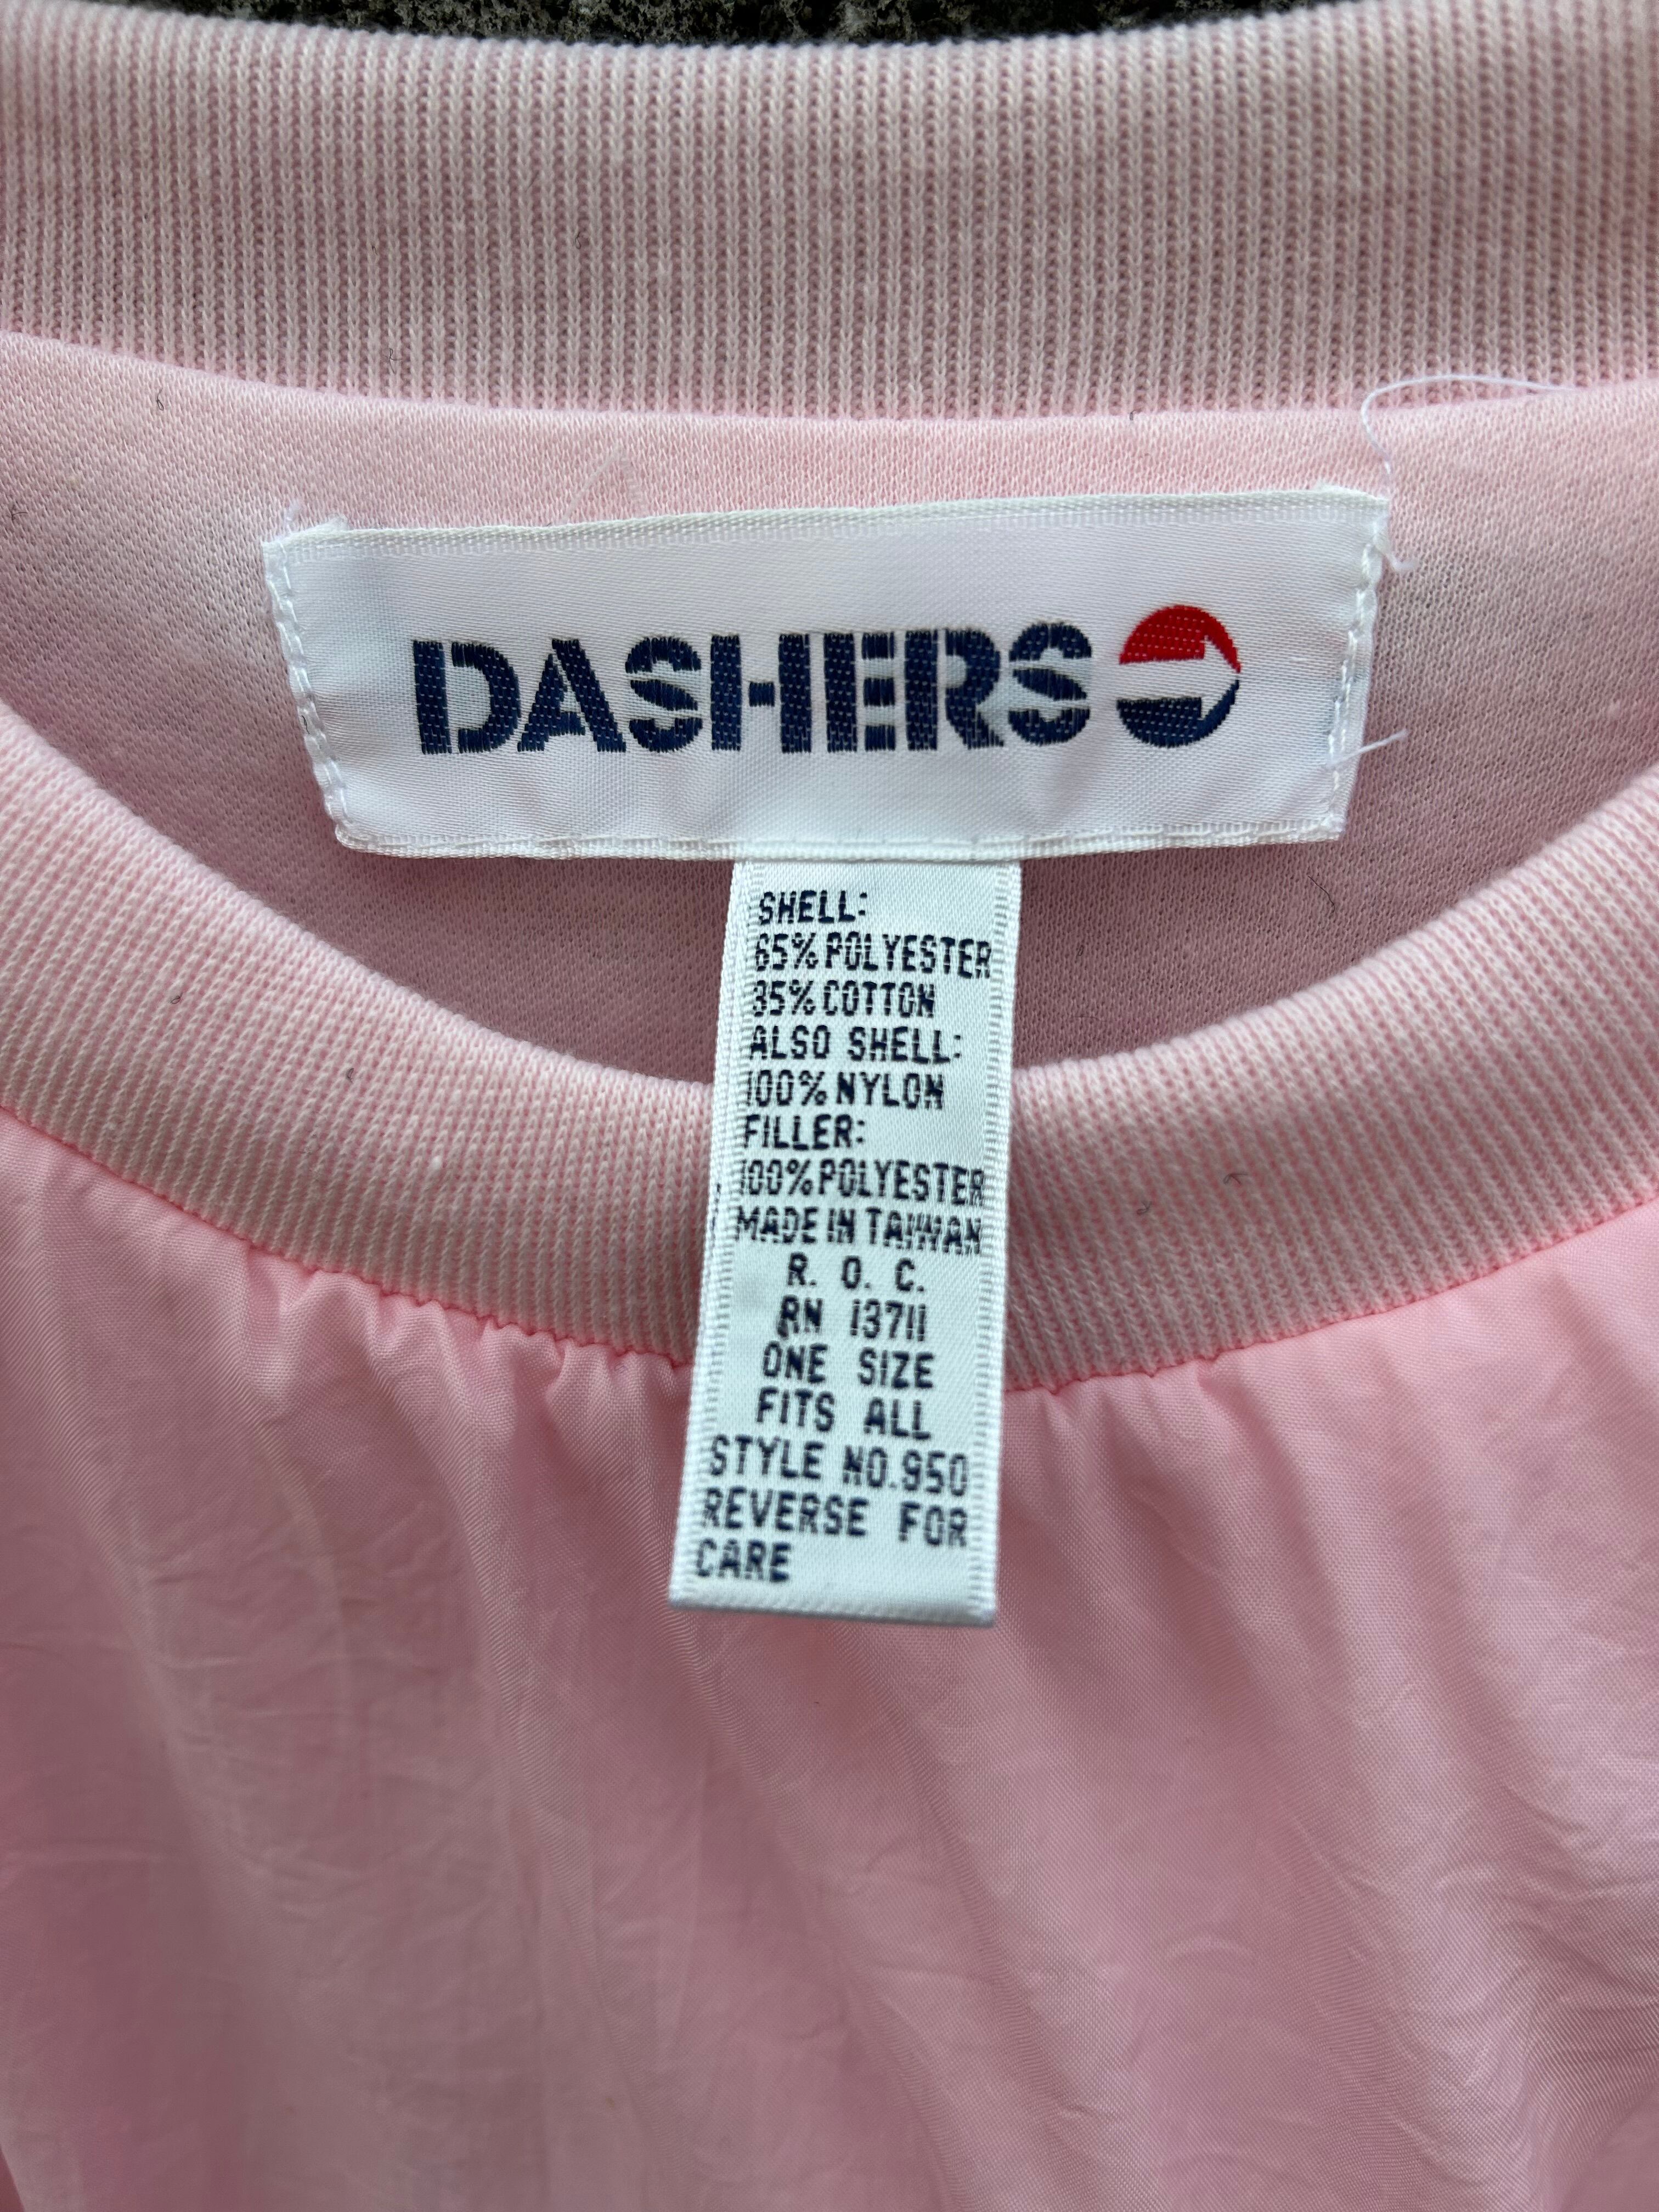 DASHERS
SHELL:
65% POLYESTER
35% COTTON
ALSO SHELL:
100% NYLON
FILLER:
100% POLYESTER
MADE IN TAIWAN
R. O. C.
RN 13711
ONE SIZE
FITS ALL
STYLE NO.950
REVERSE FOR
CARE